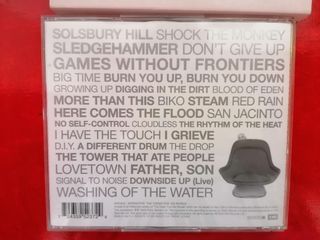 SOLSBURY HILL SHOCK THE MONKEY
SLEDGEHAMMER DON'T GIVE UP
GAMES WITHOUT FRONTIERS
BIG TIME BURN YOU UP, BURN YOU DOWN
GROWING UP DIGGING IN THE DIRT BLOOD OF EDEN
MORE THAN THIS BIKO STEAM RED RAIN
HERE COMES THE FLOOD SAN JACINTO
NO SELF-CONTROL CLOUDLESS THE RHYTHM OF THE HEAT
I HAVE THE TOUCH I GRIEVE
D.I.Y. A DIFFERENT DRUM THE DROP
THE TOWER THAT ATE PEOPLE
LOVETOWN FATHER, SON
SIGNAL TO NOISE DOWNSIDE UP (Live)
WASHING OF THE WATER